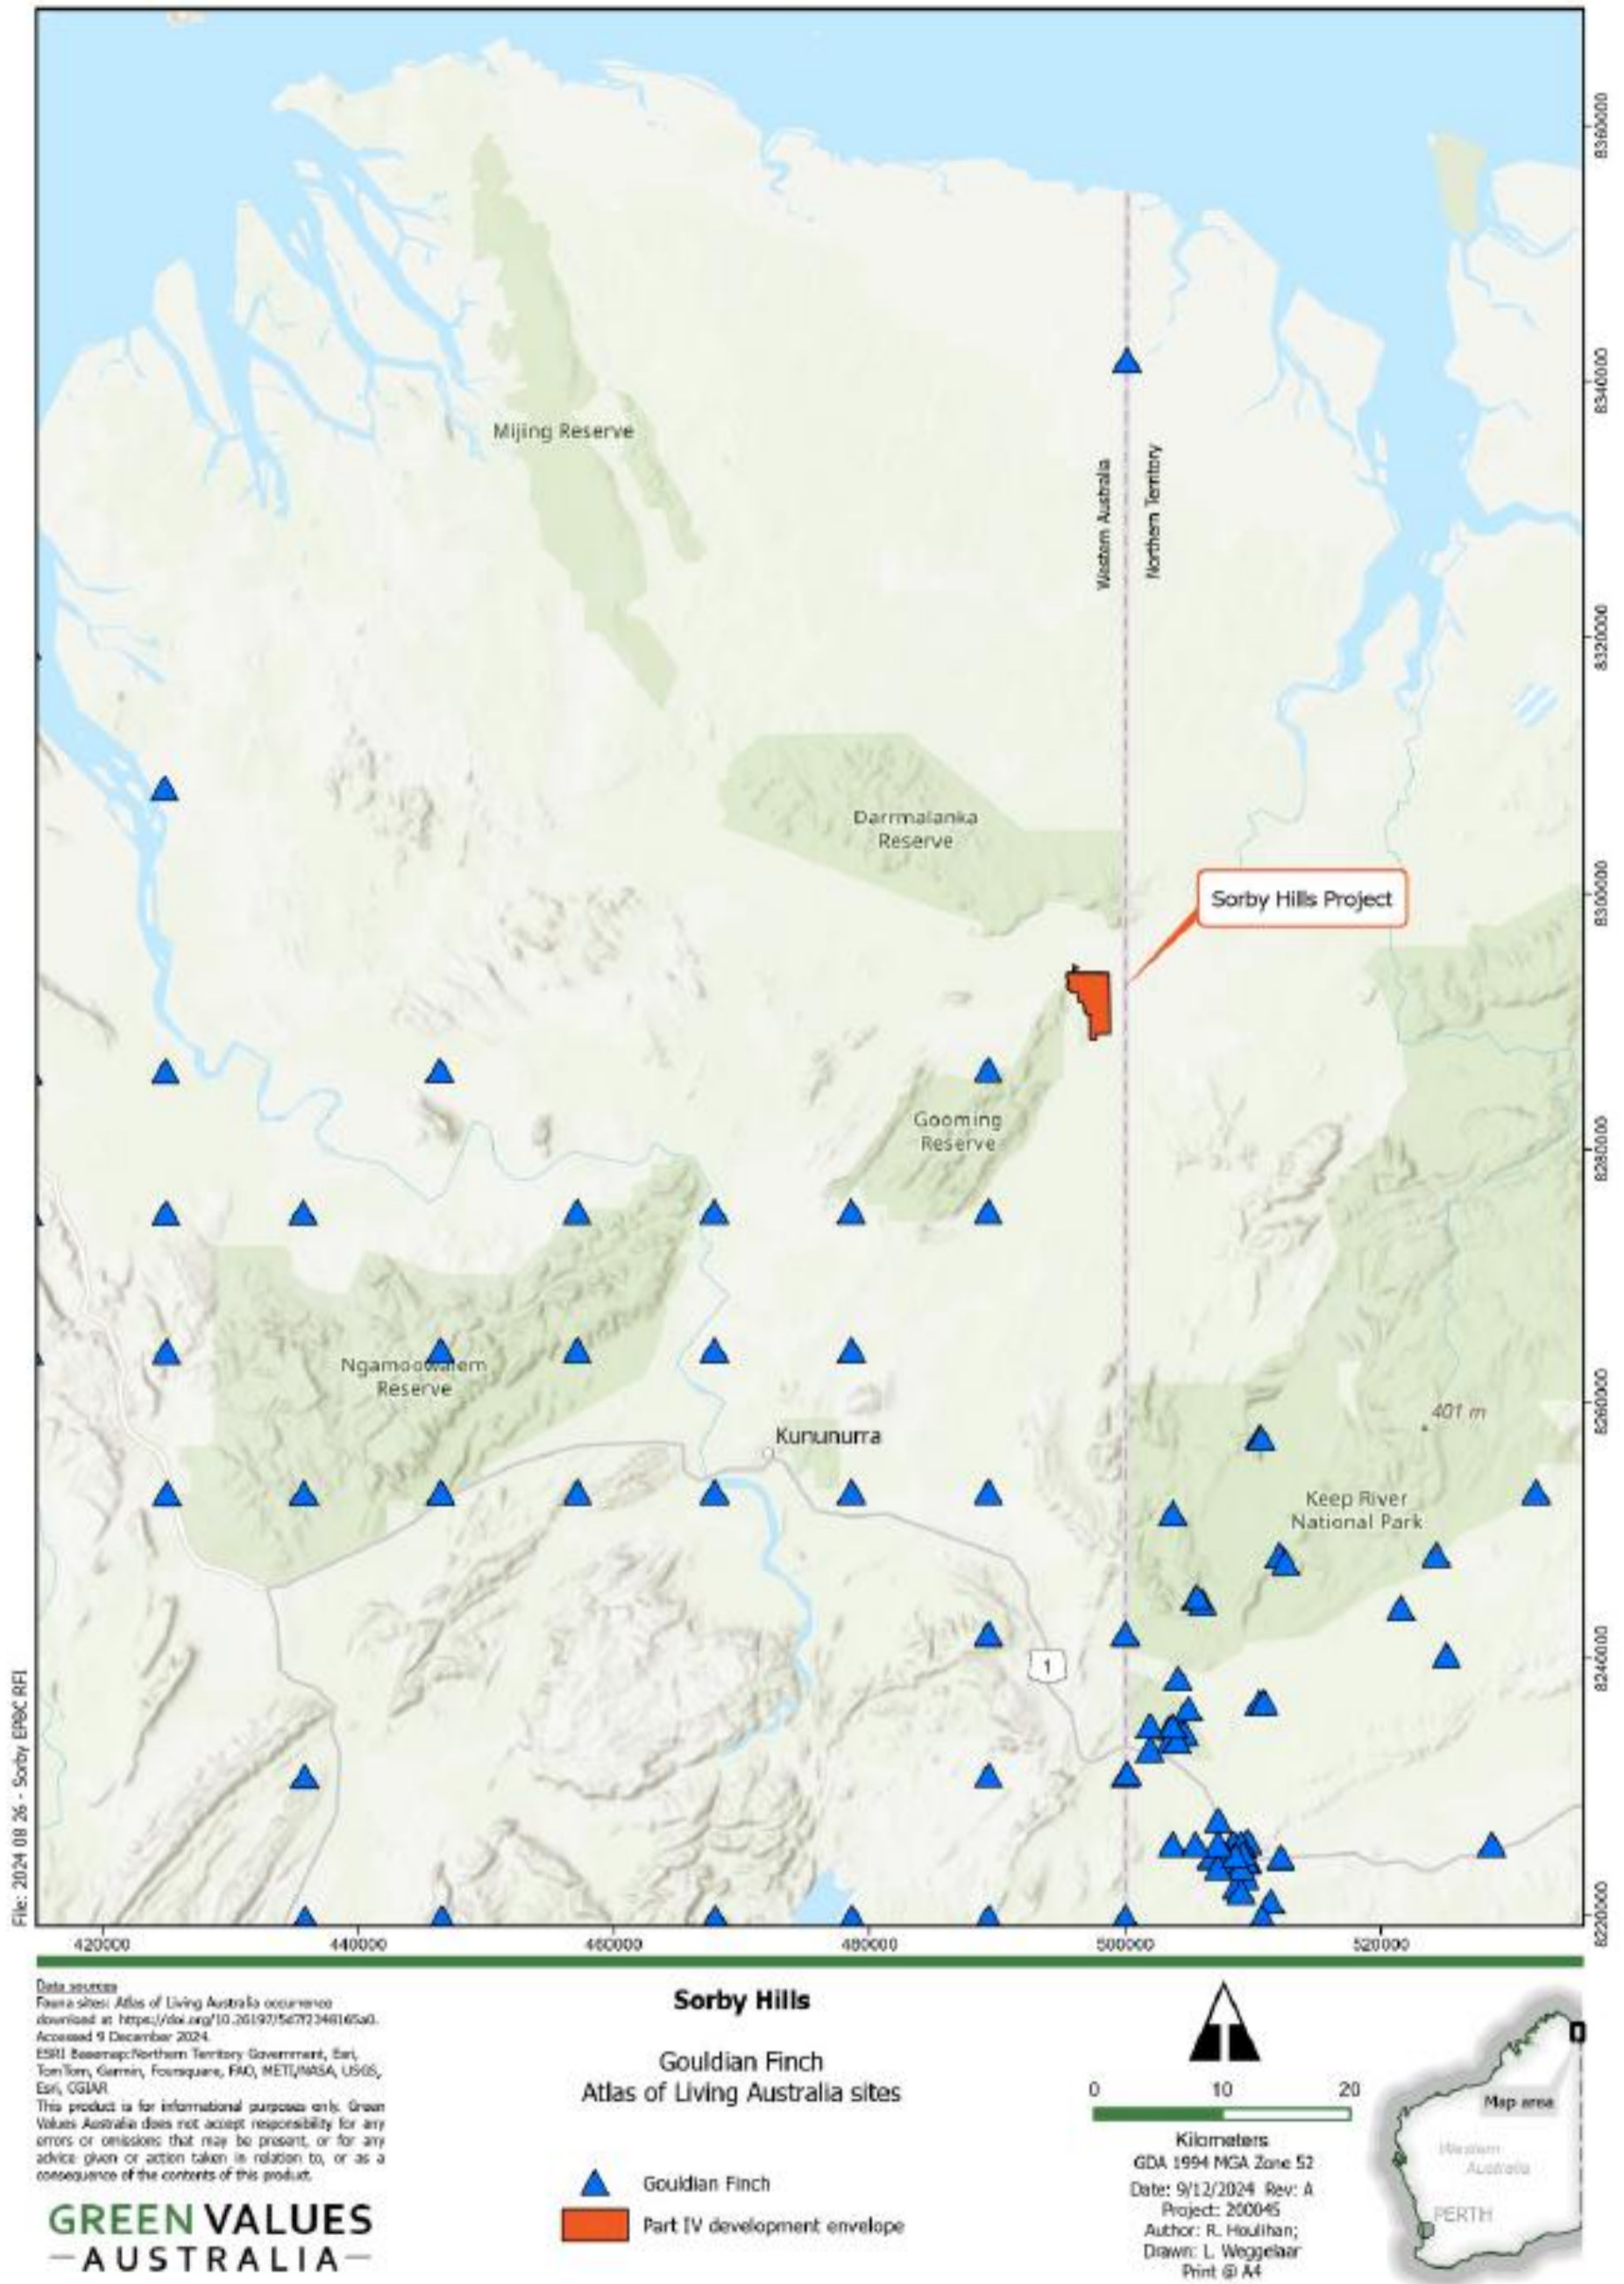 8360000
8340000
8320000
8300000
8280000
8260000
8240000
8220000
Mijing Reserve
Western Australia
Northern Territory
Darrmalanka
Reserve
Sorby Hills Project
Gooming
Reserve
Ngamoowalem
Reserve
Kununurra
401 m
Keep River
National Park
1
File: 2024 08 26 - Sorby EPBC RFI
420000
440000
460000
480000
500000
520000
Data sources
Fauna sites: Atlas of Living Australia occurrence
download at
Accessed 9 December 2024.
ESRI Basemap: Northern Territory Government, Esri,
TomTom, Garmin, Foursquare, FAO, METI/NASA, USGS,
Esri, CGIAR
This product is for informational purposes only. Green
Values Australia does not accept responsibility for any
errors or omissions that may be present, or for any
advice given or action taken in relation to, or as a
consequence of the contents of this product.
GREEN VALUES
AUSTRALIA
Sorby Hills
Gouldian Finch
Atlas of Living Australia sites
Gouldian Finch
Part IV development envelope
0 10 20
Kilometers
GDA 1994 MGA Zone 52
Date: 9/12/2024 Rev: A
Project: 200045
Author: R. Houlihan;
Drawn: L. Weggelaar
Print @ A4
Map area
Western
Australia
PERTH